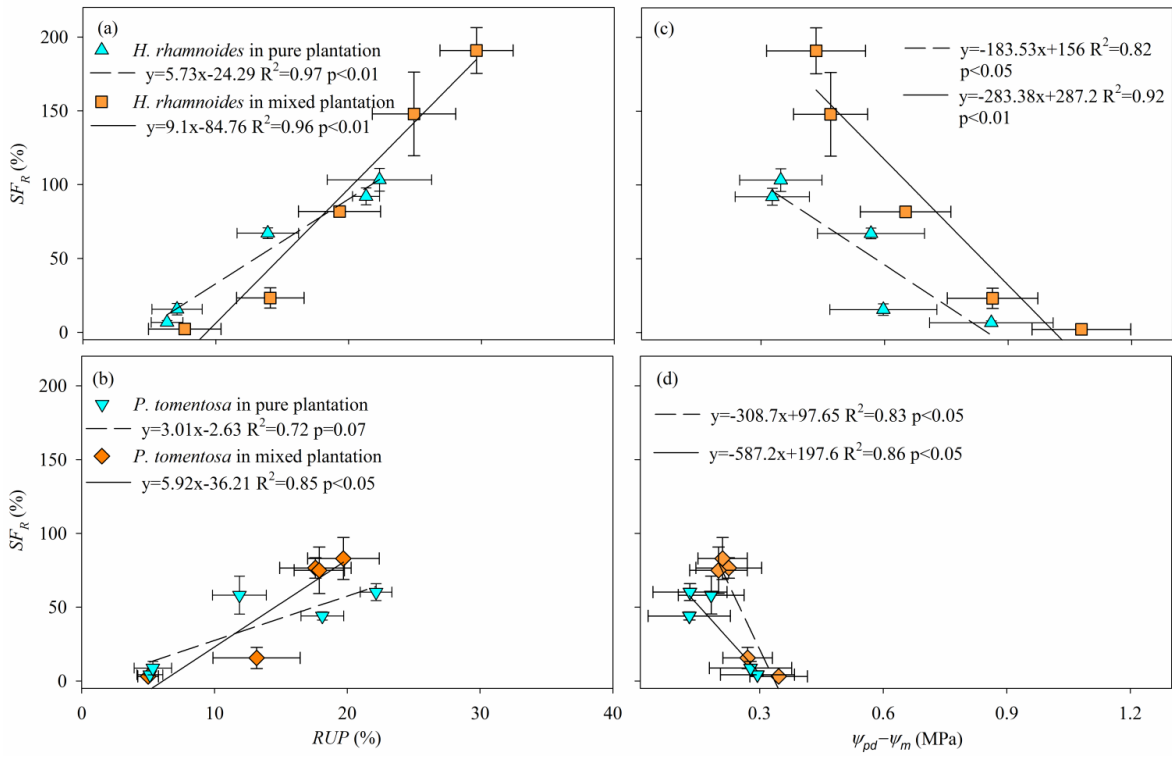 (a)
H. rhamnoides in pure plantation
y=5.73x-24.29 R²=0.97 p<0.01
H. rhamnoides in mixed plantation
y=9.1x-84.76 R²=0.96 p<0.01
200
150
100
50
0
SF_R (%)
(c)
y=-183.53x+156 R²=0.82
p<0.05
y=-283.38x+287.2 R²=0.92
p<0.01
(b)
P. tomentosa in pure plantation
y=3.01x-2.63 R²=0.72 p=0.07
P. tomentosa in mixed plantation
y=5.92x-36.21 R²=0.85 p<0.05
200
150
100
50
0
SF_R (%)
0 10 20 30 40
RUP (%)
(d)
y=-308.7x+97.65 R²=0.83 p<0.05
y=-587.2x+197.6 R²=0.86 p<0.05
0.3 0.6 0.9 1.2
ψ_pd−ψ_m (MPa)